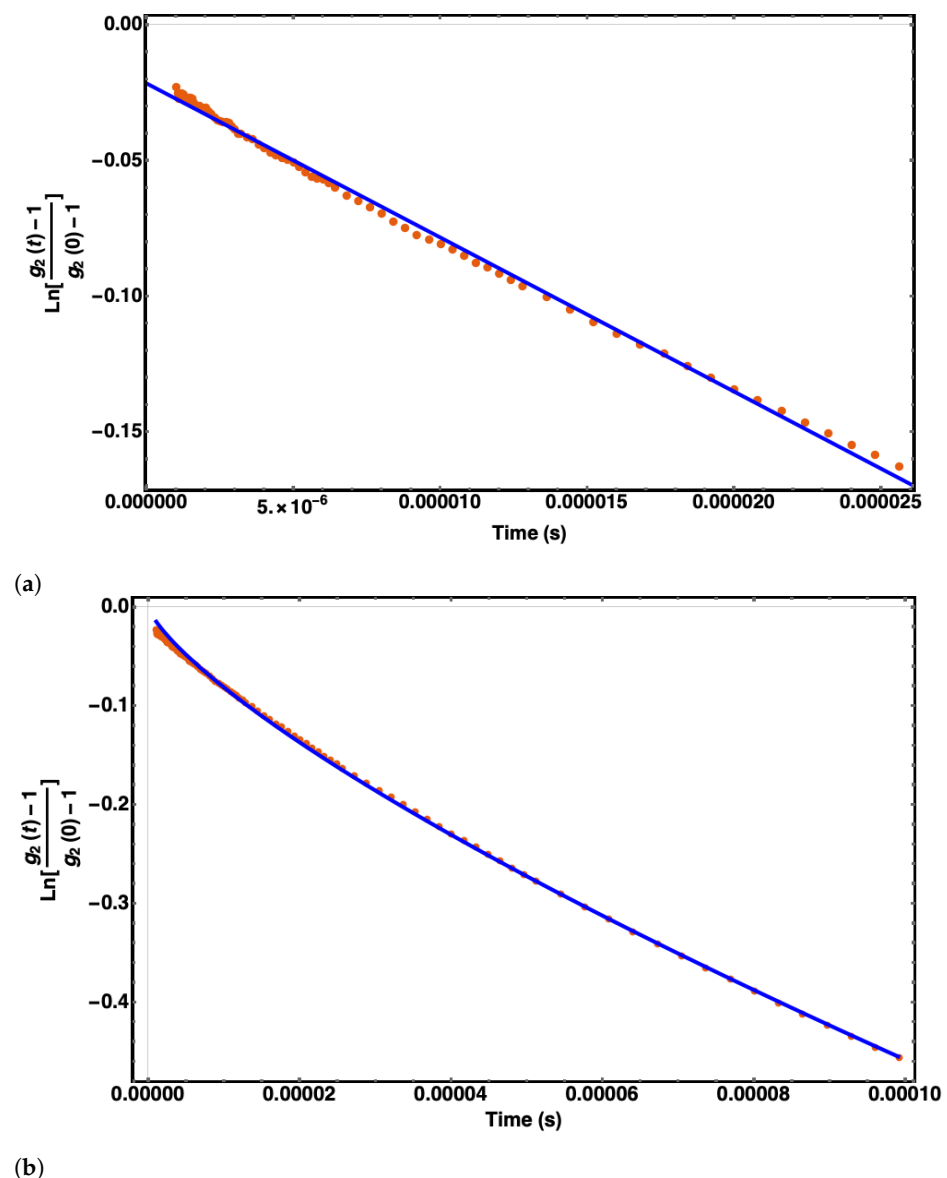 0.00
−0.05
−0.10
−0.15
Ln[g₂(t)−1 / g₂(0)−1]
0.000000 5.×10⁻⁶ 0.000010 0.000015 0.000020 0.000025
Time (s)
(a)
0.0
−0.1
−0.2
−0.3
−0.4
Ln[g₂(t)−1 / g₂(0)−1]
0.00000 0.00002 0.00004 0.00006 0.00008 0.00010
Time (s)
(b)